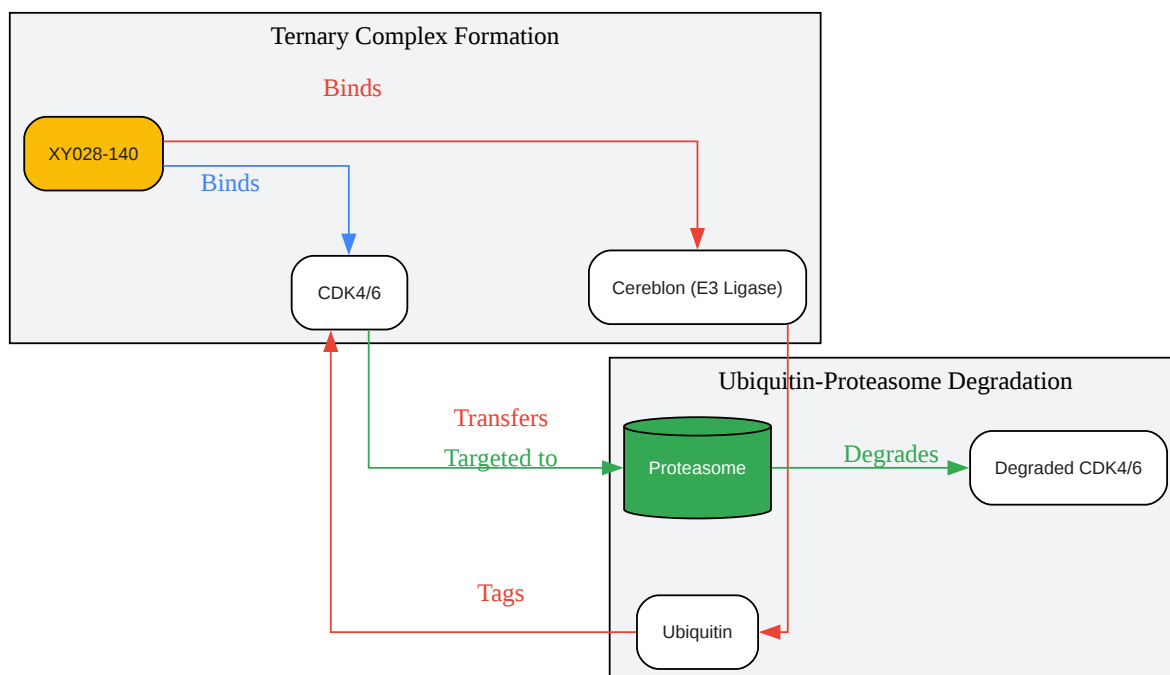 Ternary Complex Formation
Binds
XY028-140
Binds
CDK4/6
Cereblon (E3 Ligase)
Ubiquitin-Proteasome Degradation
Transfers
Targeted to
Proteasome
Degrades
Degraded CDK4/6
Tags
Ubiquitin